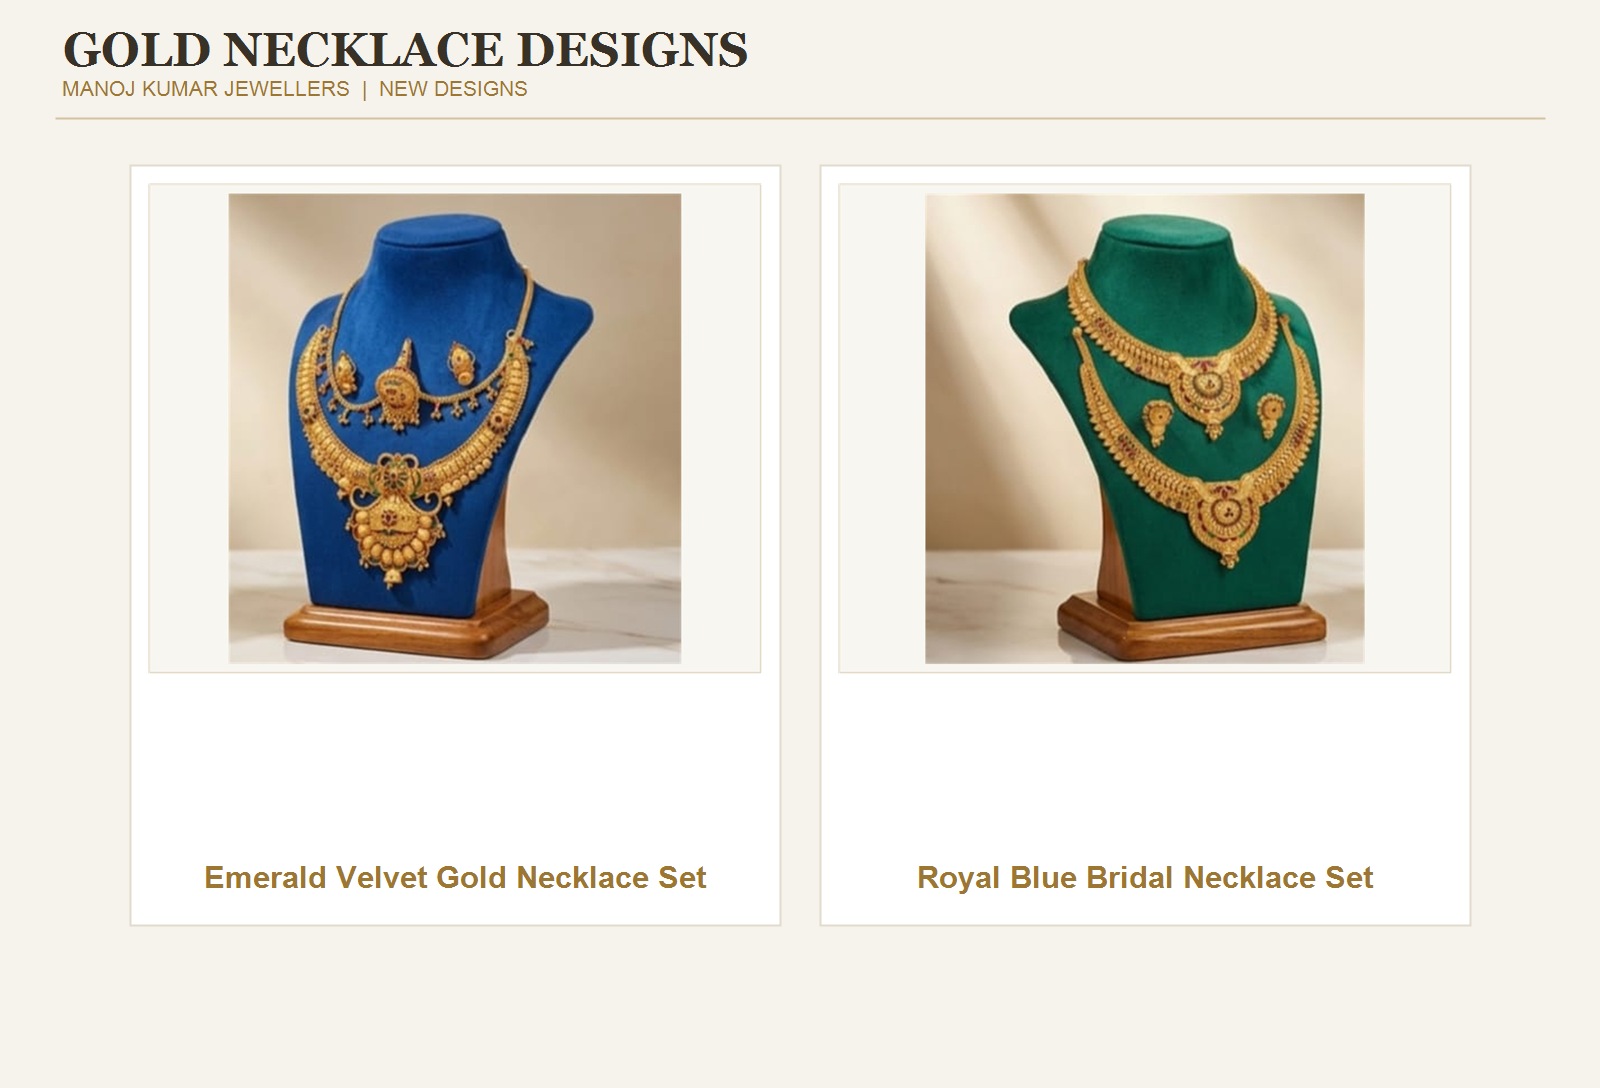 GOLD NECKLACE DESIGNS
MANOJ KUMAR JEWELLERS | NEW DESIGNS
Emerald Velvet Gold Necklace Set
Royal Blue Bridal Necklace Set